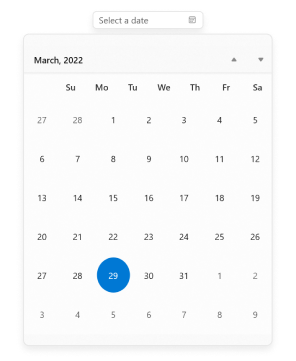 Select a date
March, 2022
Su Mo Tu We Th Fr Sa
27 28 1 2 3 4 5
6 7 8 9 10 11 12
13 14 15 16 17 18 19
20 21 22 23 24 25 26
27 28 29 30 31 1 2
3 4 5 6 7 8 9